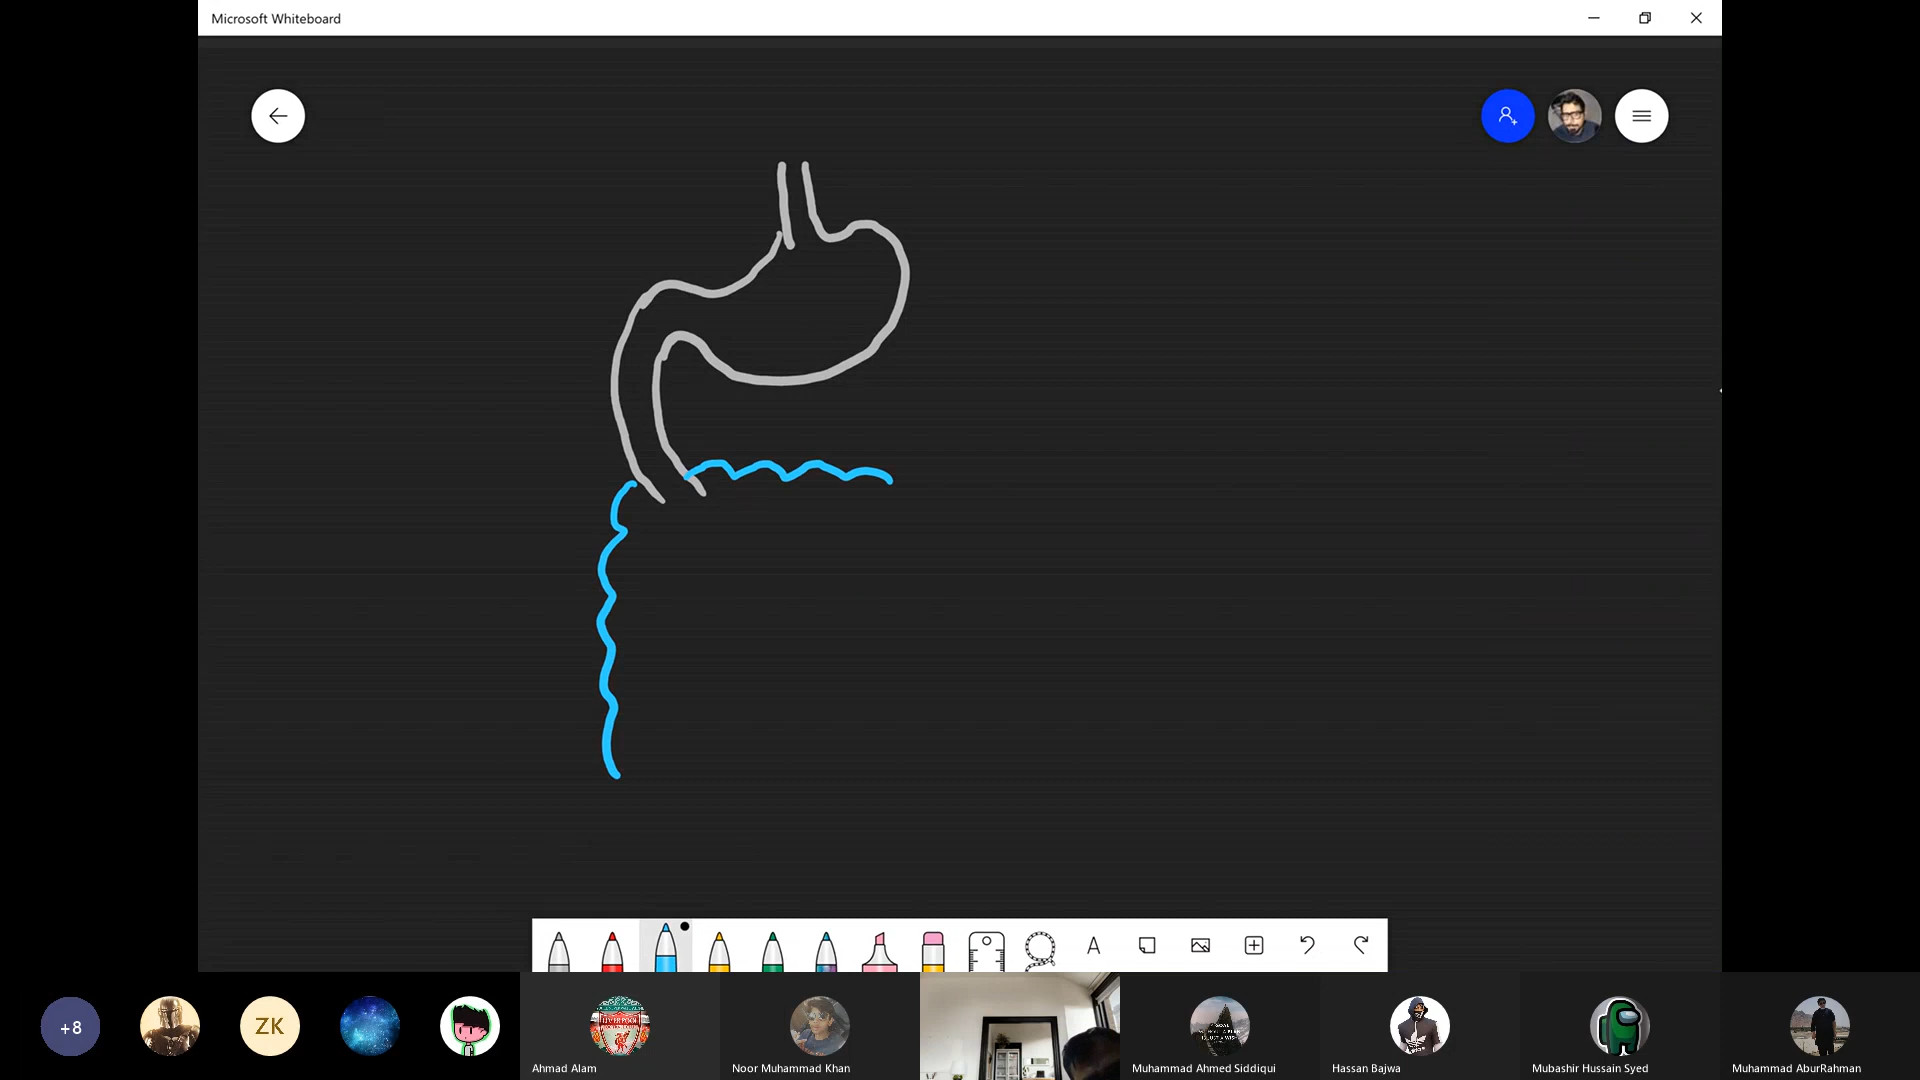 Microsoft Whiteboard
+8
ZK
LIVERPOOL
Ahmad Alam
Noor Muhammad Khan
Muhammad Ahmed Siddiqui
Hassan Bajwa
Mubashir Hussain Syed
Muhammad AburRahman